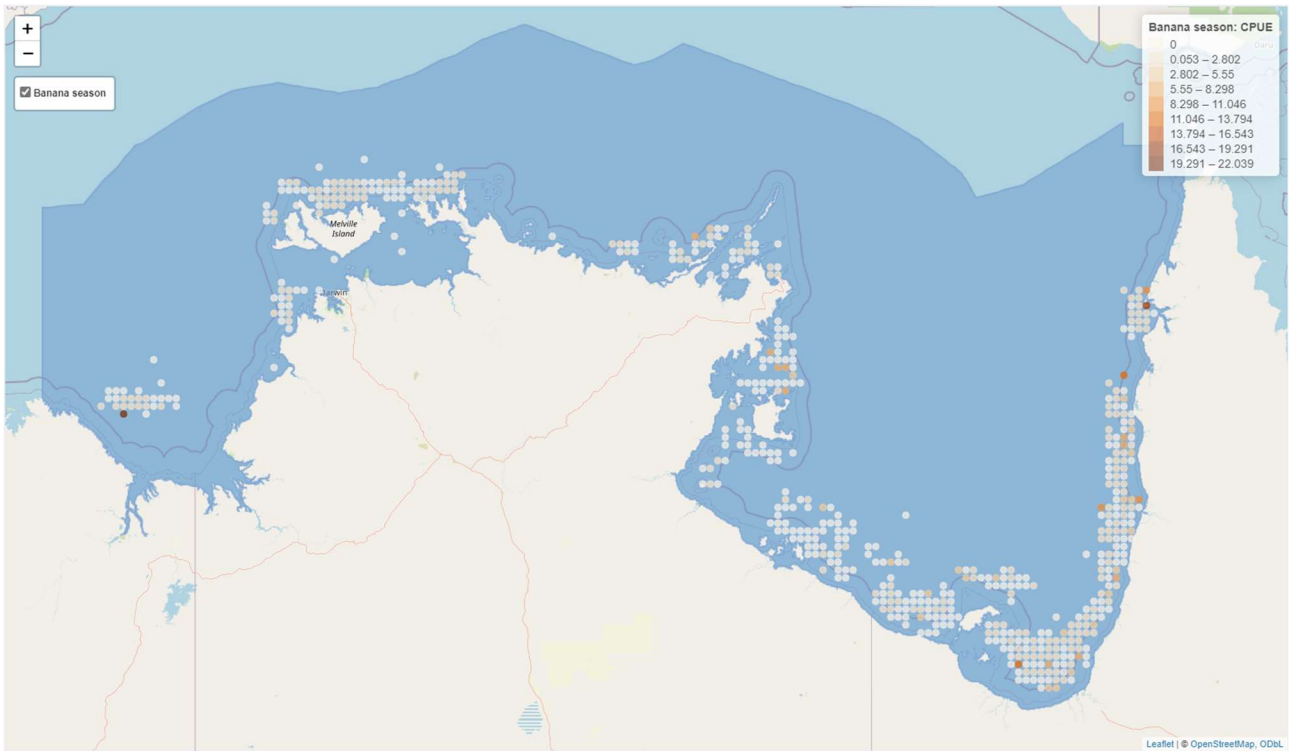 +
−
Banana season
Banana season: CPUE
0
0.053 – 2.802
2.802 – 5.55
5.55 – 8.298
8.298 – 11.046
11.046 – 13.794
13.794 – 16.543
16.543 – 19.291
19.291 – 22.039
Daru
Melville
Island
Darwin
Leaflet | © OpenStreetMap, ODbL